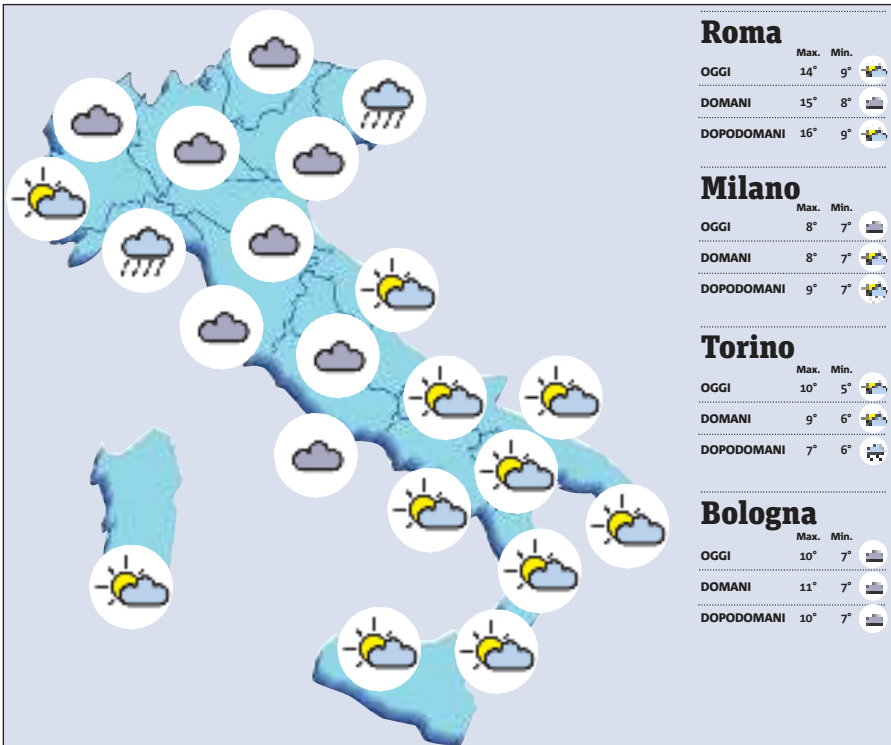 Roma
Max. Min.
OGGI 14° 9°
DOMANI 15° 8°
DOPODOMANI 16° 9°
Milano
Max. Min.
OGGI 8° 7°
DOMANI 8° 7°
DOPODOMANI 9° 7°
Torino
Max. Min.
OGGI 10° 5°
DOMANI 9° 6°
DOPODOMANI 7° 6°
Bologna
Max. Min.
OGGI 10° 7°
DOMANI 11° 7°
DOPODOMANI 10° 7°